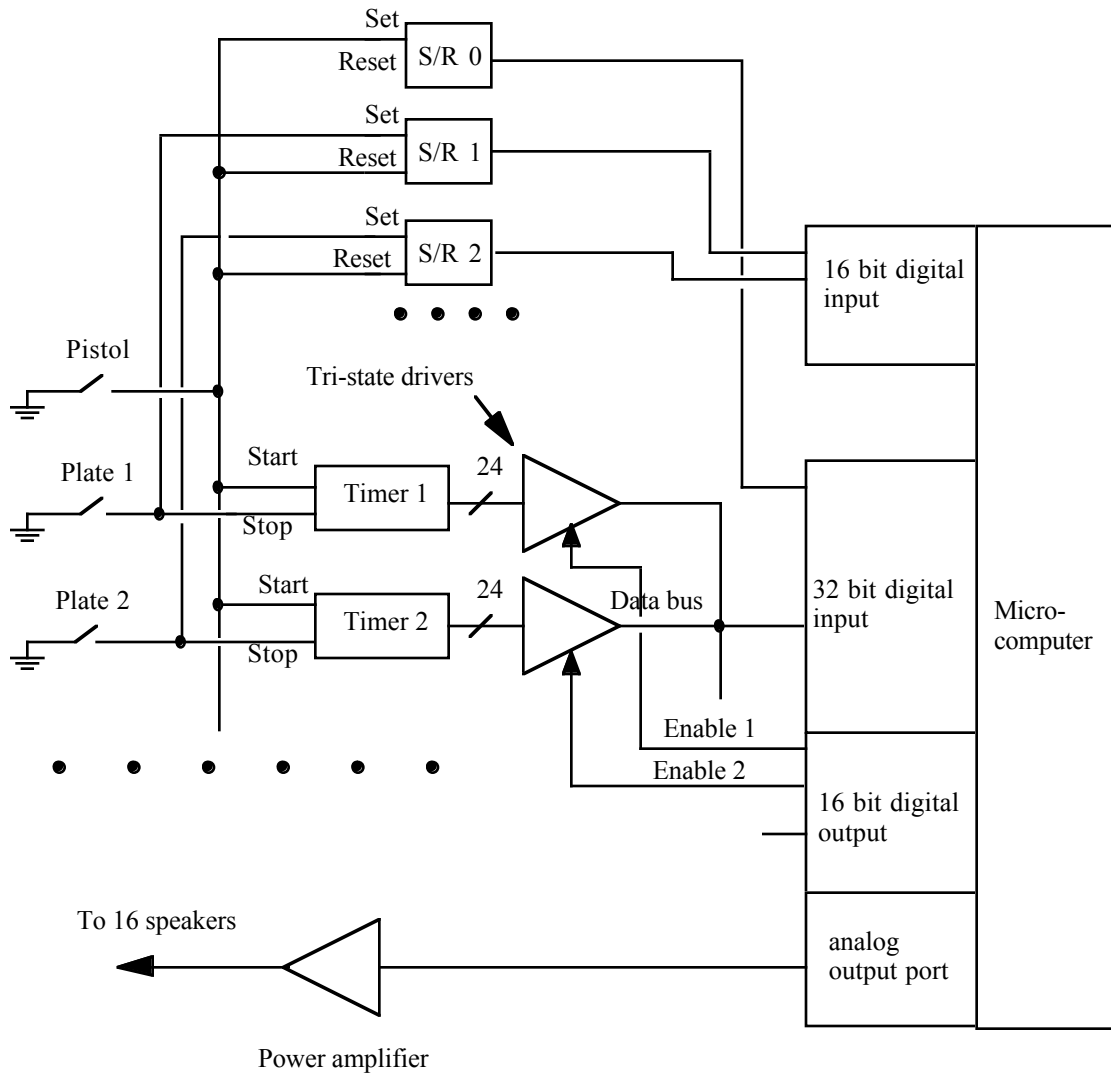 Set
Reset
S/R 0
Set
Reset
S/R 1
Set
Reset
S/R 2
16 bit digital
input
Pistol
Tri-state drivers
Plate 1
Start
Stop
Timer 1
24
Plate 2
Start
Stop
Timer 2
24
Data bus
32 bit digital
input
Micro-
computer
Enable 1
Enable 2
16 bit digital
output
To 16 speakers
analog
output port
Power amplifier